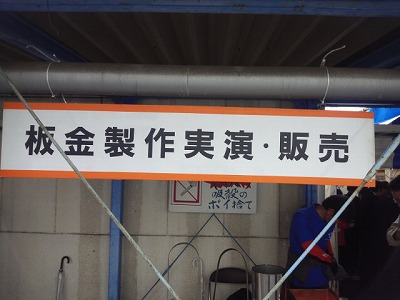 板金製作実演・販売
吸殻の
ポイ捨て